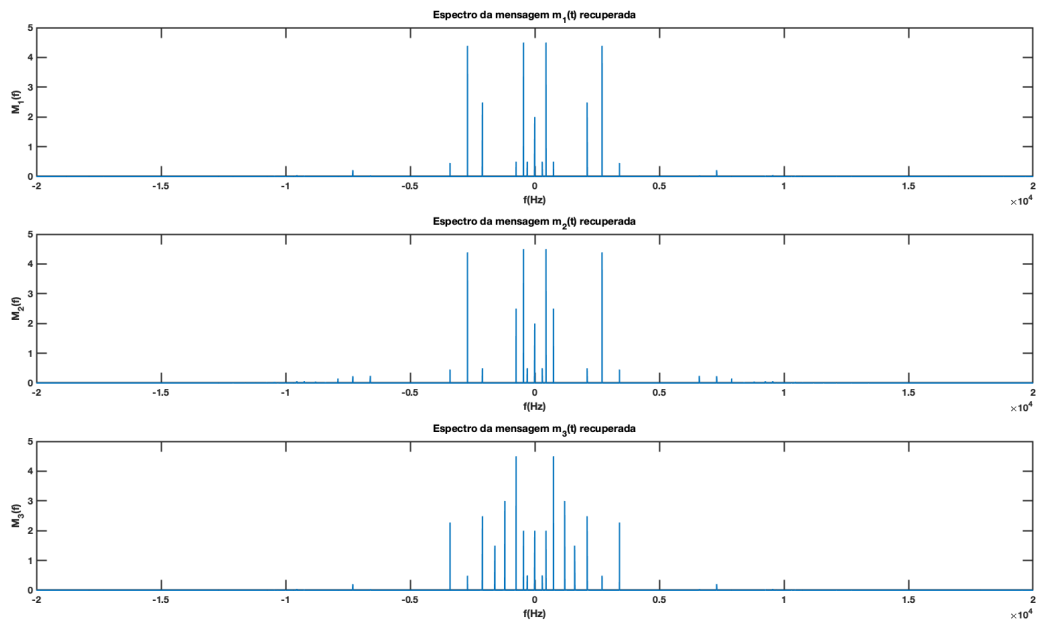 Espectro da mensagem m1(t) recuperada
5
4
3
2
1
0
M1(f)
-2 -1.5 -1 -0.5 0 0.5 1 1.5 2
f(Hz)
×10^4
Espectro da mensagem m2(t) recuperada
5
4
3
2
1
0
M2(f)
-2 -1.5 -1 -0.5 0 0.5 1 1.5 2
f(Hz)
×10^4
Espectro da mensagem m3(t) recuperada
5
4
3
2
1
0
M3(f)
-2 -1.5 -1 -0.5 0 0.5 1 1.5 2
f(Hz)
×10^4